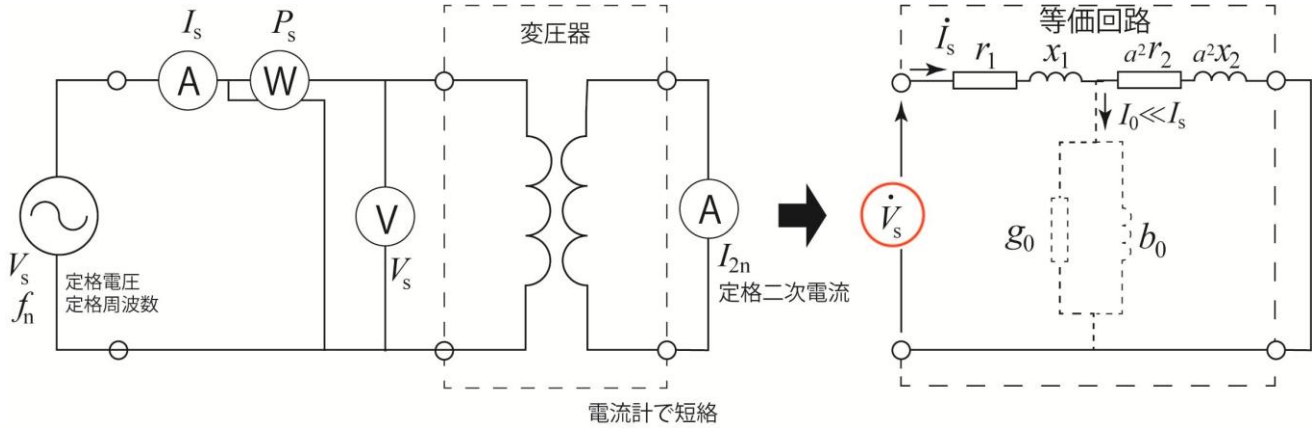 I_s
P_s
A
W
変圧器
V
A
V_s
f_n
定格電圧
定格周波数
V_s
I_2n
定格二次電流
電流計で短絡
等価回路
İ_s
r_1
x_1
a²r_2
a²x_2
I_0≪I_s
V̇_s
g_0
b_0